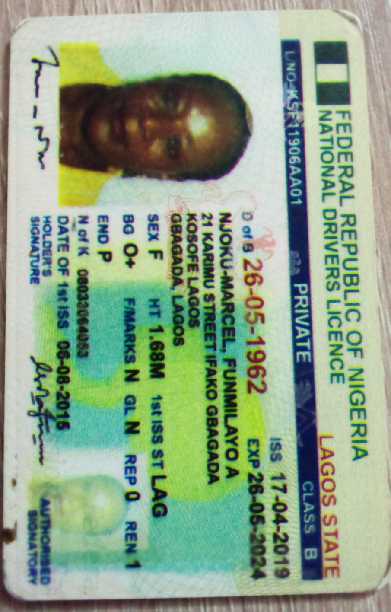 FEDERAL REPUBLIC OF NIGERIA
NATIONAL DRIVERS LICENCE
LAGOS STATE
L/NO-KSF11906AA01
PRIVATE
CLASS B
D of B 26-05-1962
ISS 17-04-2019
EXP 26-05-2024
NJOKU-MARCEL, FUNMILAYO A
21 KARIMU STREET IFAKO GBAGADA
KOSOFE LAGOS
GBAGADA, LAGOS
SEX F HT 1.68M 1st ISS ST LAG
BG O+ F/MARKS N GL N REP 0 REN 1
END P
N of K 08033064053
DATE OF 1st ISS 06-08-2015
HOLDER'S
SIGNATURE
AUTHORISED
SIGNATORY